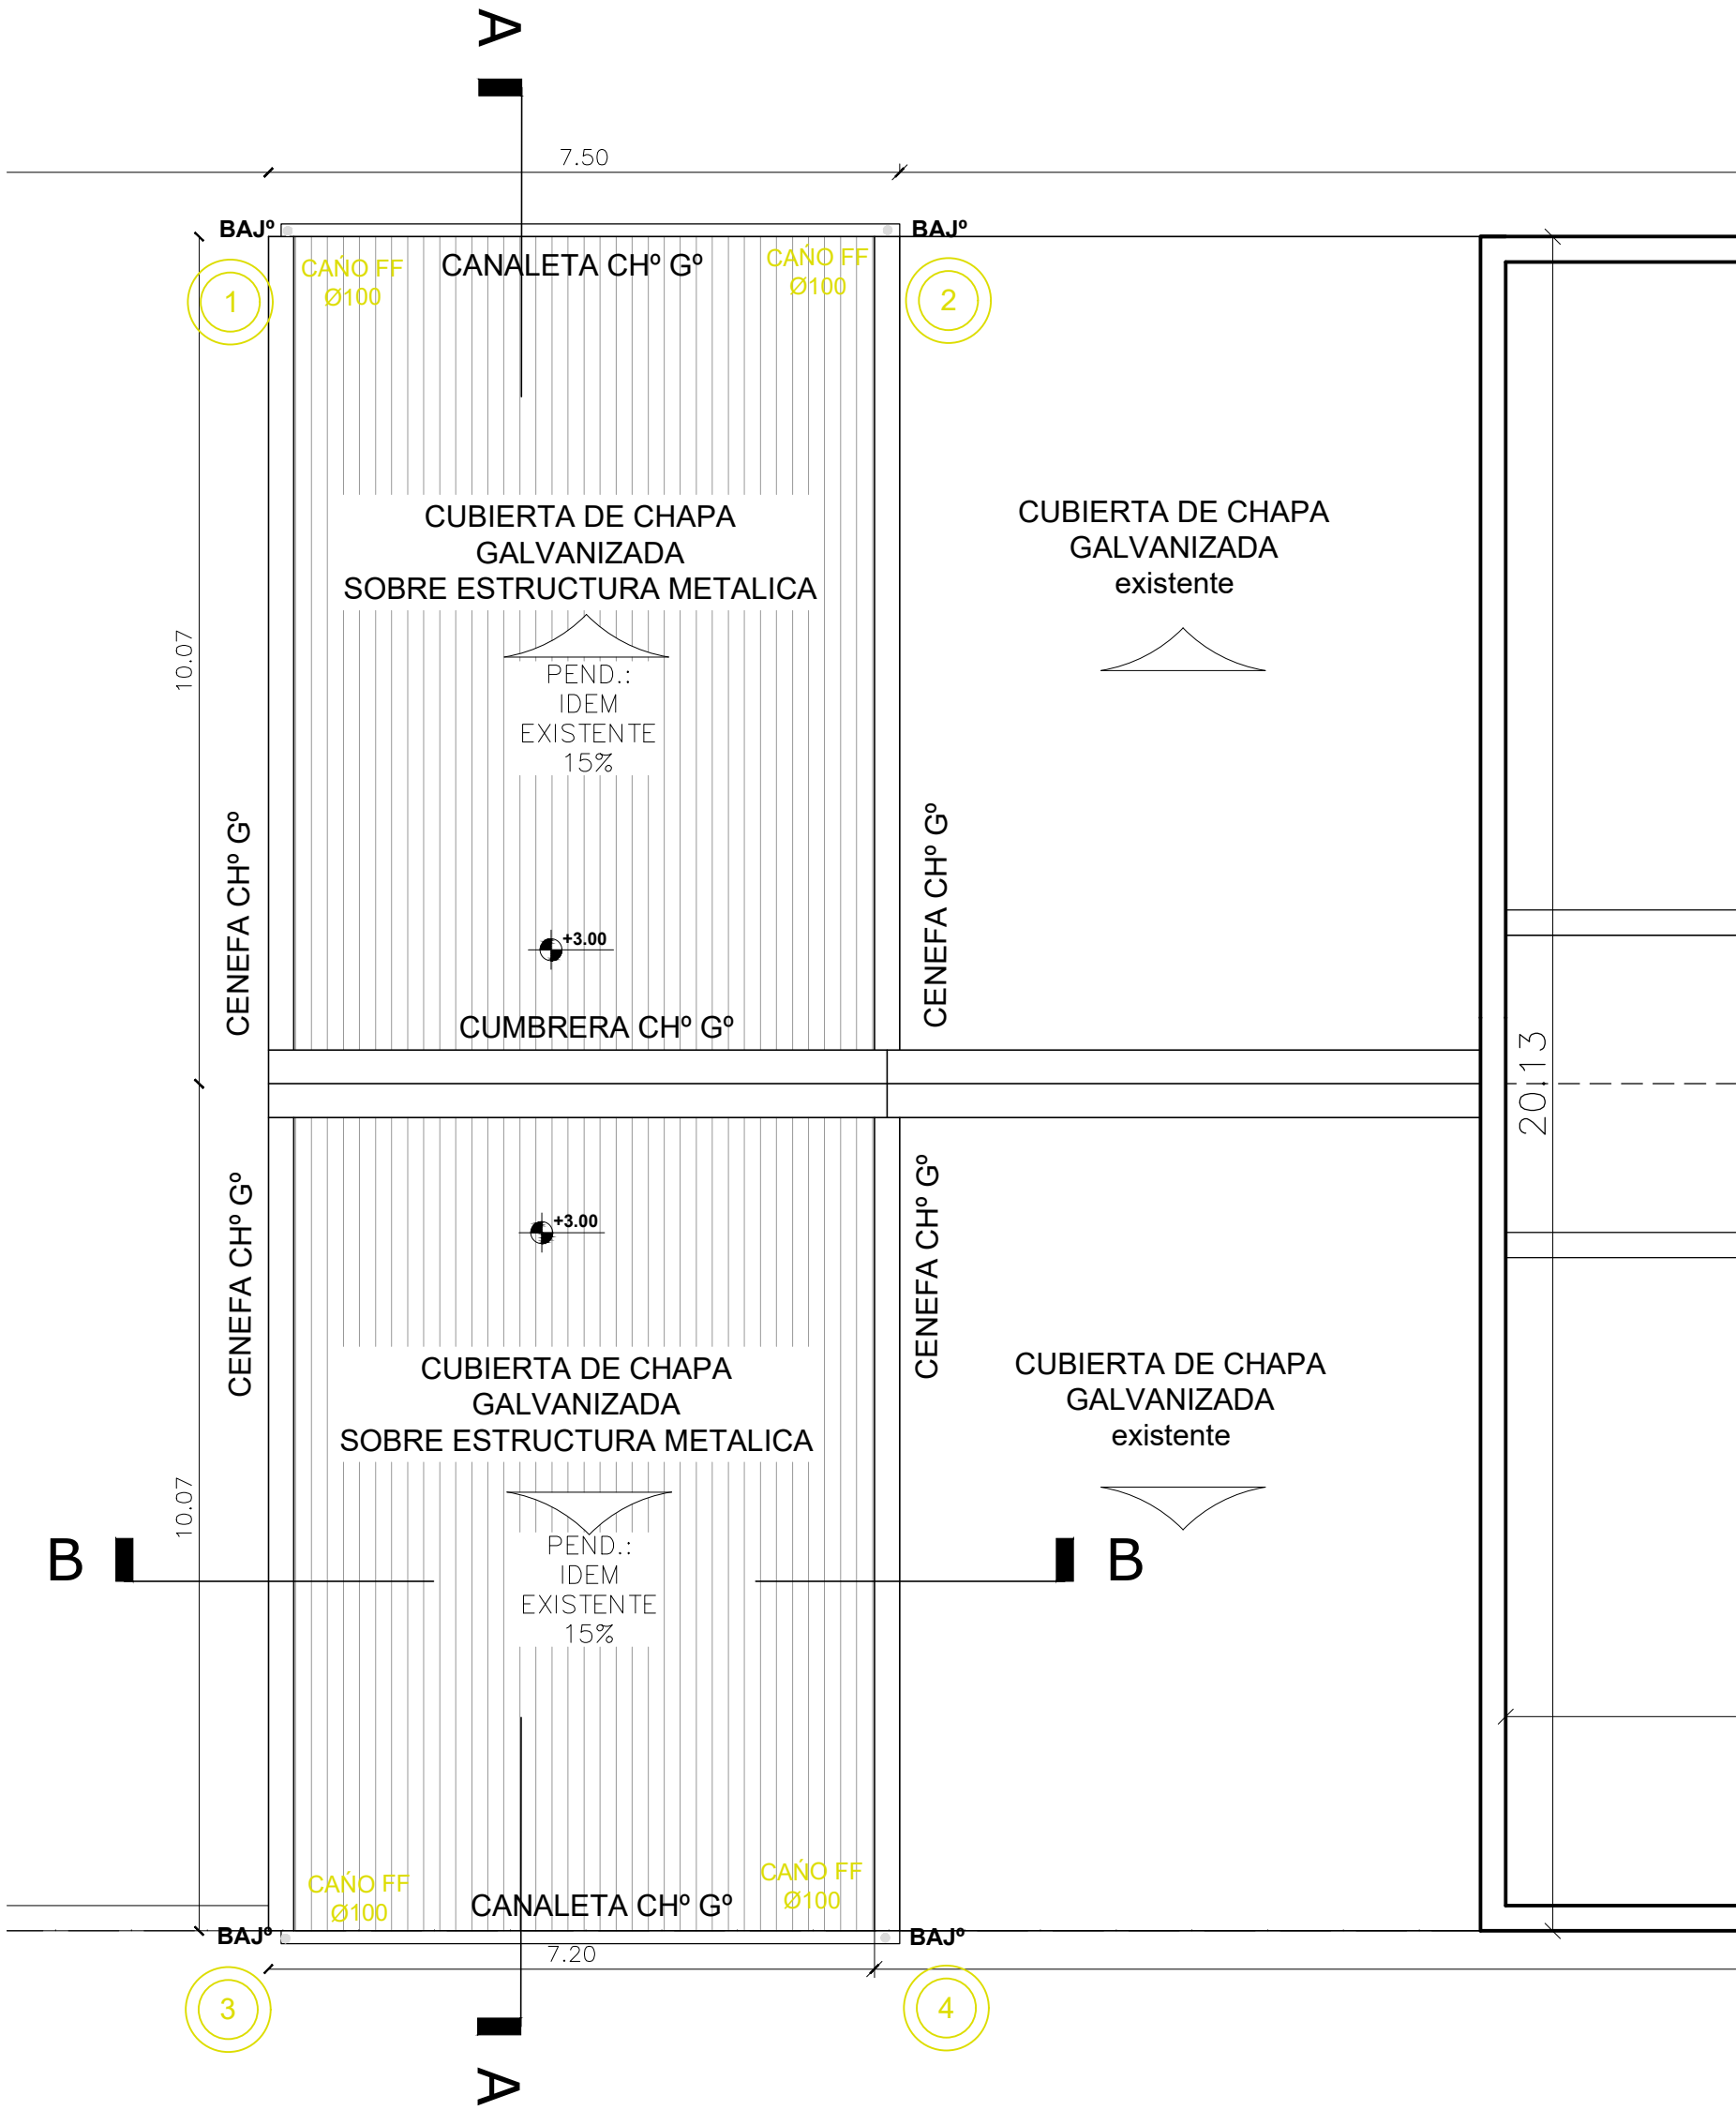 A
7.50
BAJº
BAJº
CAÑO FF
Ø100
CANALETA CHº Gº
CAÑO FF
Ø100
1
2
CUBIERTA DE CHAPA
GALVANIZADA
SOBRE ESTRUCTURA METALICA
CUBIERTA DE CHAPA
GALVANIZADA
existente
10.07
PEND.:
IDEM
EXISTENTE
15%
CENEFA CHº Gº
CENEFA CHº Gº
+3.00
CUMBRERA CHº Gº
20.13
CENEFA CHº Gº
CENEFA CHº Gº
+3.00
CUBIERTA DE CHAPA
GALVANIZADA
SOBRE ESTRUCTURA METALICA
CUBIERTA DE CHAPA
GALVANIZADA
existente
10.07
B
PEND.:
IDEM
EXISTENTE
15%
B
CAÑO FF
Ø100
CANALETA CHº Gº
CAÑO FF
Ø100
BAJº
BAJº
7.20
3
4
A